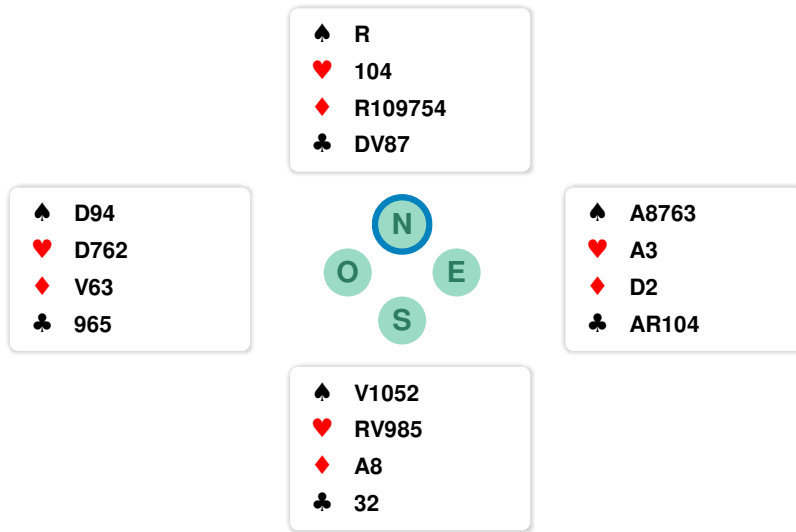 ♠ R
♥ 104
♦ R109754
♣ DV87
♠ D94
♥ D762
♦ V63
♣ 965
N
O E
S
♠ A8763
♥ A3
♦ D2
♣ AR104
♠ V1052
♥ RV985
♦ A8
♣ 32